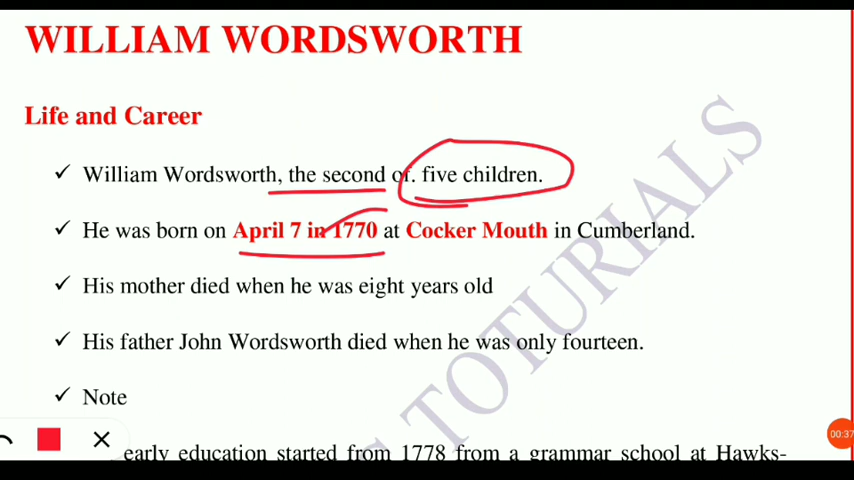 WILLIAM WORDSWORTH
Life and Career
✓ William Wordsworth, the second of. five children.
✓ He was born on April 7 in 1770 at Cocker Mouth in Cumberland.
✓ His mother died when he was eight years old
✓ His father John Wordsworth died when he was only fourteen.
✓ Note
early education started from 1778 from a grammar school at Hawks-
TOTURIALS
00:37